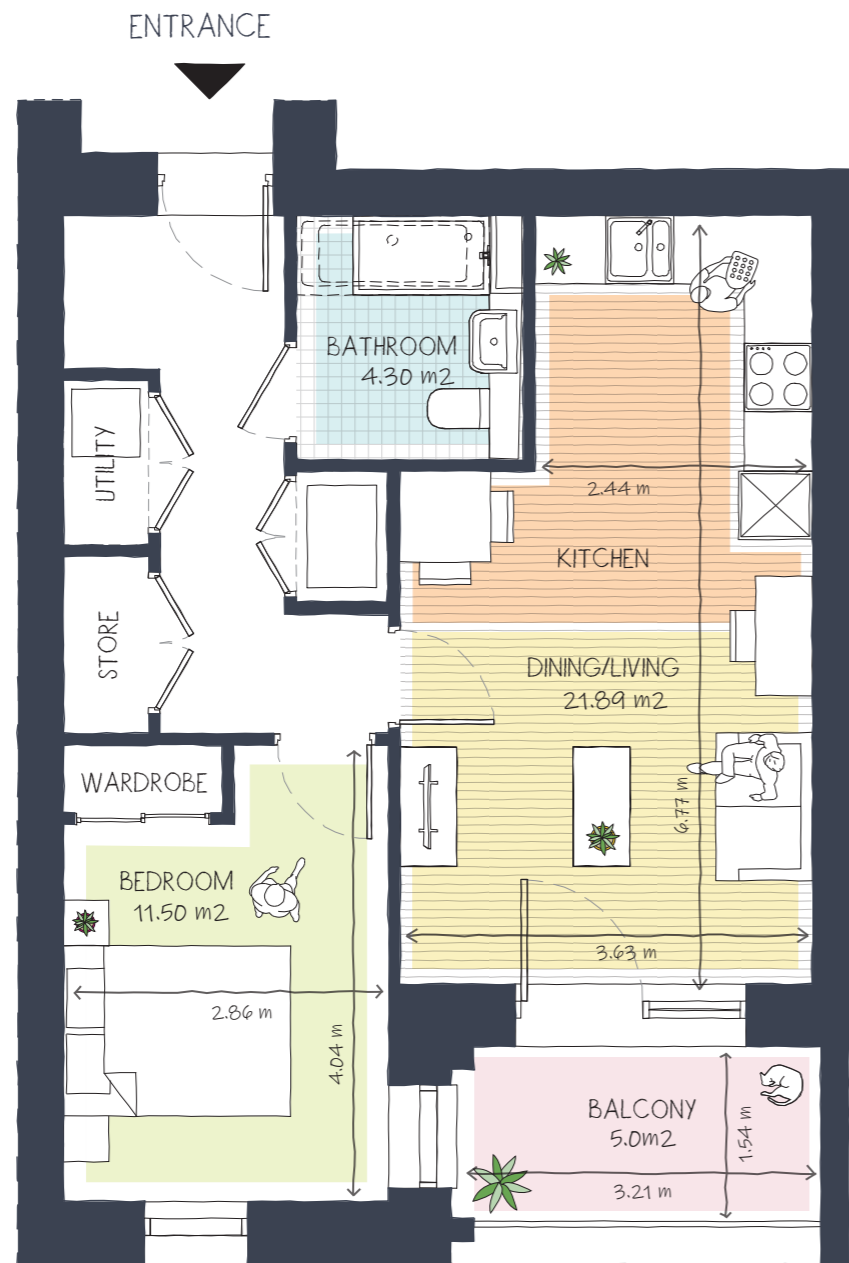 ENTRANCE
BATHROOM
4.30 m2
UTILITY
2.44 m
KITCHEN
STORE
DINING/LIVING
21.89 m2
WARDROBE
6.77 m
BEDROOM
11.50 m2
3.63 m
2.86 m
4.04 m
BALCONY
5.0m2
1.54 m
3.21 m